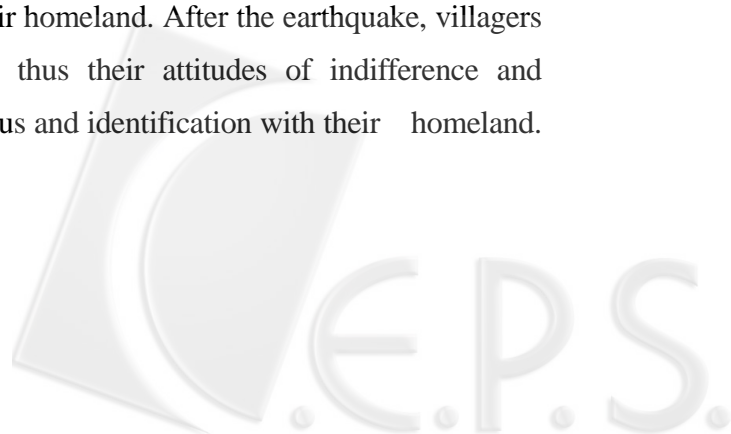 ir homeland. After the earthquake, villagers
thus their attitudes of indifference and
us and identification with their homeland.
C.E.P.S.